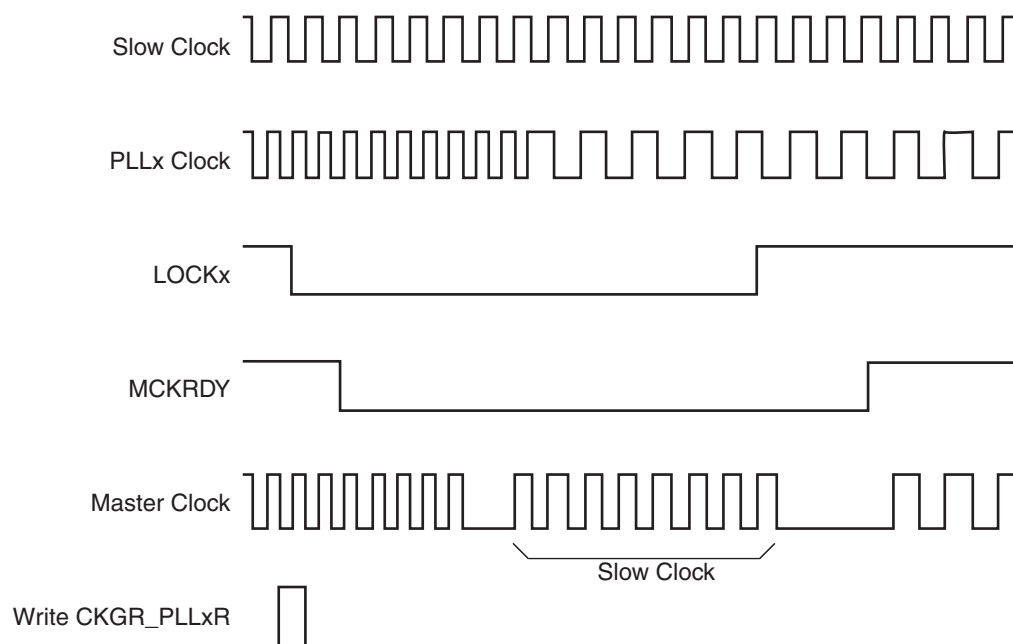 Slow Clock
PLLx Clock
LOCKx
MCKRDY
Master Clock
Slow Clock
Write CKGR_PLLxR